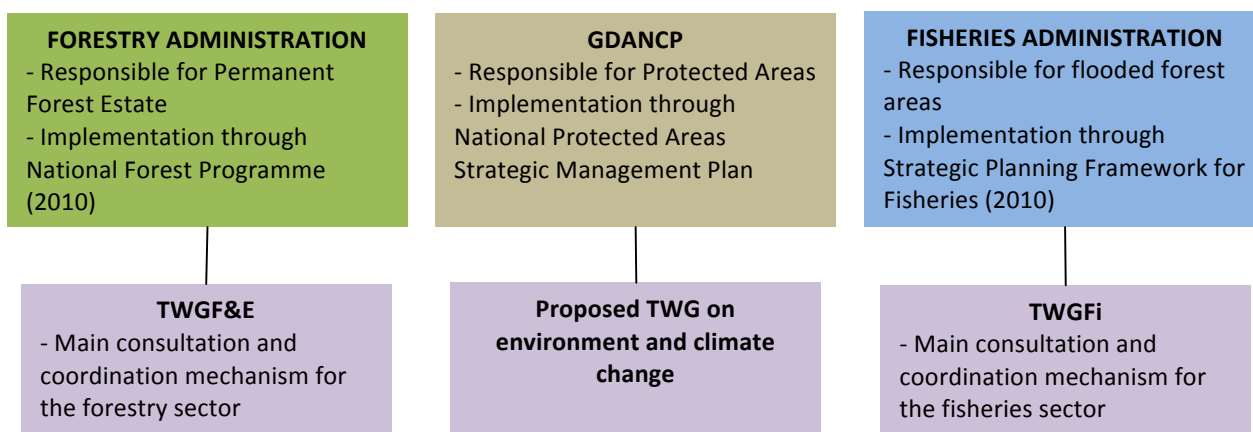 FORESTRY ADMINISTRATION
- Responsible for Permanent
Forest Estate
- Implementation through
National Forest Programme
(2010)
GDANCP
- Responsible for Protected Areas
- Implementation through
National Protected Areas
Strategic Management Plan
FISHERIES ADMINISTRATION
- Responsible for flooded forest
areas
- Implementation through
Strategic Planning Framework for
Fisheries (2010)
TWGF&E
- Main consultation and
coordination mechanism for
the forestry sector
Proposed TWG on
environment and climate
change
TWGFi
- Main consultation and
coordination mechanism for
the fisheries sector